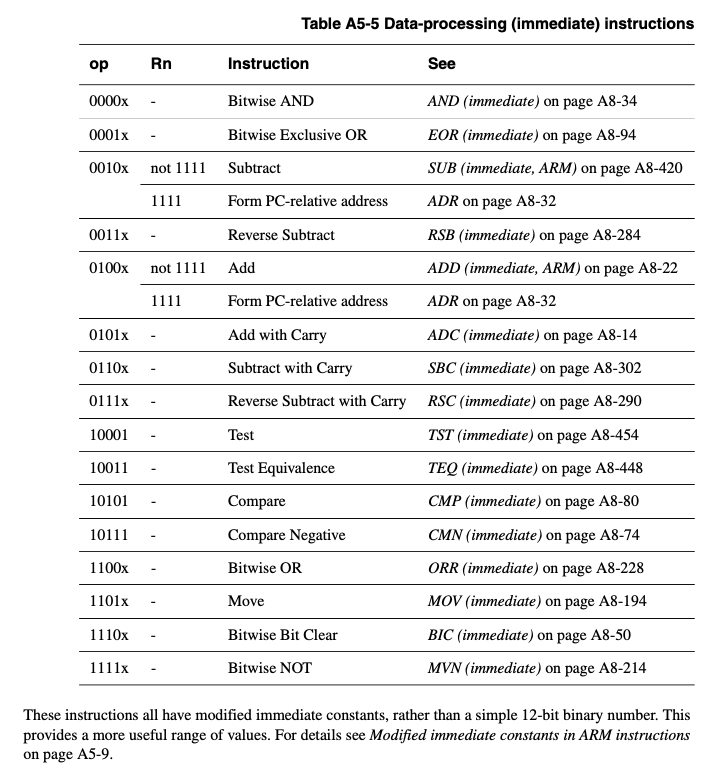 Table A5-5 Data-processing (immediate) instructions
op Rn Instruction See
0000x - Bitwise AND AND (immediate) on page A8-34
0001x - Bitwise Exclusive OR EOR (immediate) on page A8-94
0010x not 1111 Subtract SUB (immediate, ARM) on page A8-420
1111 Form PC-relative address ADR on page A8-32
0011x - Reverse Subtract RSB (immediate) on page A8-284
0100x not 1111 Add ADD (immediate, ARM) on page A8-22
1111 Form PC-relative address ADR on page A8-32
0101x - Add with Carry ADC (immediate) on page A8-14
0110x - Subtract with Carry SBC (immediate) on page A8-302
0111x - Reverse Subtract with Carry RSC (immediate) on page A8-290
10001 - Test TST (immediate) on page A8-454
10011 - Test Equivalence TEQ (immediate) on page A8-448
10101 - Compare CMP (immediate) on page A8-80
10111 - Compare Negative CMN (immediate) on page A8-74
1100x - Bitwise OR ORR (immediate) on page A8-228
1101x - Move MOV (immediate) on page A8-194
1110x - Bitwise Bit Clear BIC (immediate) on page A8-50
1111x - Bitwise NOT MVN (immediate) on page A8-214
These instructions all have modified immediate constants, rather than a simple 12-bit binary number. This
provides a more useful range of values. For details see Modified immediate constants in ARM instructions
on page A5-9.